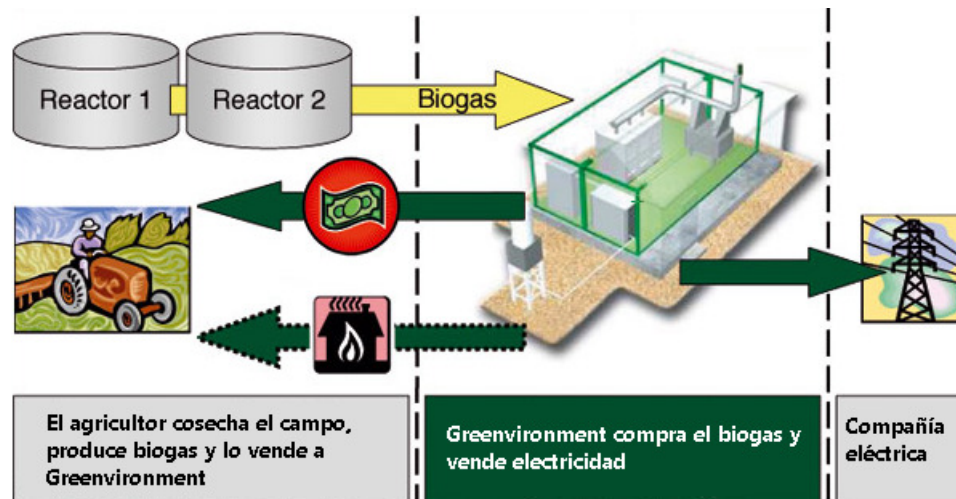 Reactor 1
Reactor 2
Biogas
El agricultor cosecha el campo,
produce biogas y lo vende a
Greenvironment
Greenvironment compra el biogas y
vende electricidad
Compañía
eléctrica